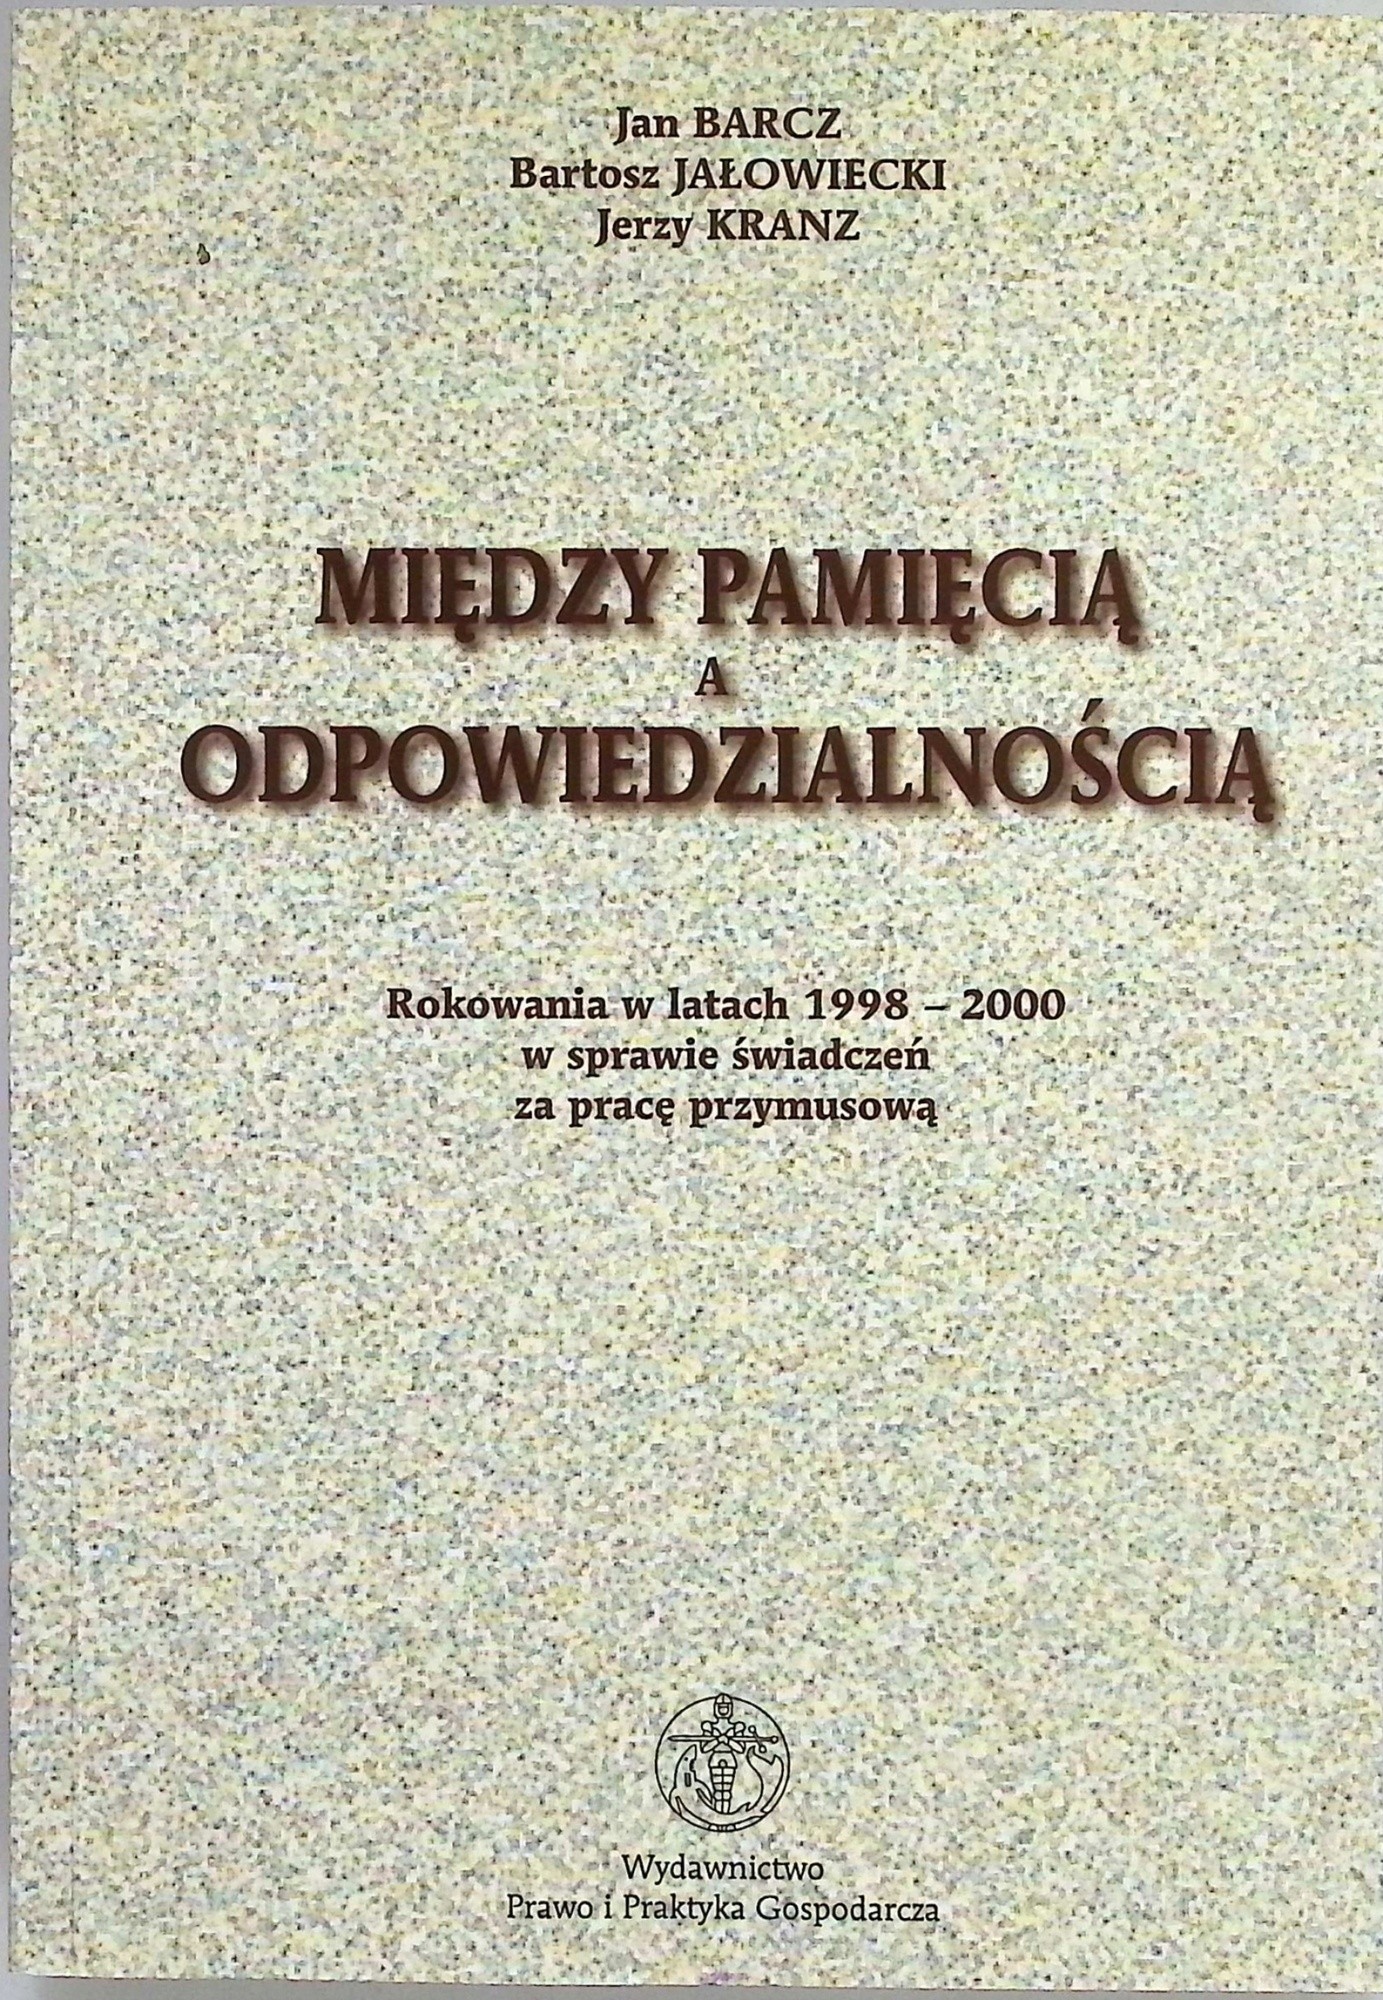 Jan BARCZ
Bartosz JAŁOWIECKI
Jerzy KRANZ
MIĘDZY PAMIĘCIĄ
A
ODPOWIEDZIALNOŚCIĄ
Rokowania w latach 1998 – 2000
w sprawie świadczeń
za pracę przymusową
Wydawnictwo
Prawo i Praktyka Gospodarcza